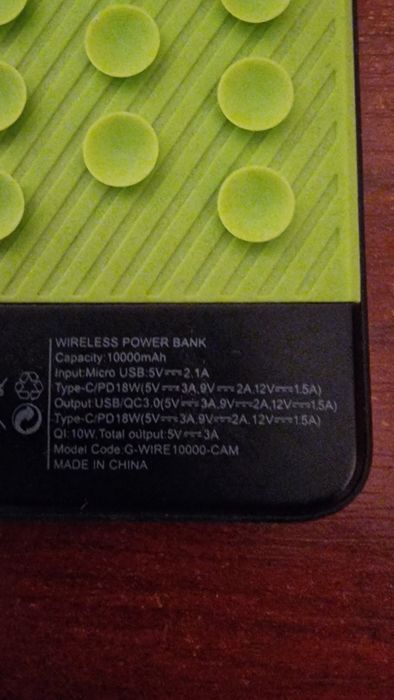 WIRELESS POWER BANK
Capacity:10000mAh
Input:Micro USB:5V⎓2.1A
Type-C/PD18W(5V⎓3A,9V⎓2A,12V⎓1.5A)
Output:USB/QC3.0(5V⎓3A,9V⎓2A,12V⎓1.5A)
Type-C/PD18W(5V⎓3A,9V⎓2A,12V⎓1.5A)
QI:10W,Total output:5V⎓3A
Model Code:G-WIRE10000-CAM
MADE IN CHINA